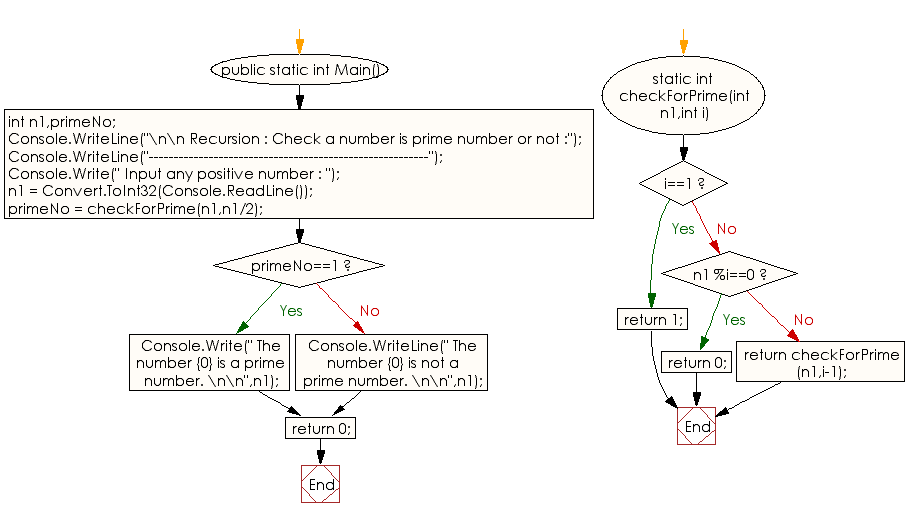 public static int Main()
int n1,primeNo;
Console.WriteLine("\n\n Recursion : Check a number is prime number or not :");
Console.WriteLine("--------------------------------------------------------");
Console.Write(" Input any positive number : ");
n1 = Convert.ToInt32(Console.ReadLine());
primeNo = checkForPrime(n1,n1/2);
primeNo==1 ?
Yes
No
Console.Write(" The
number {0} is a prime
number. \n\n",n1);
Console.WriteLine(" The
number {0} is not a
prime number. \n\n",n1);
return 0;
End
static int
checkForPrime(int
n1,int i)
i==1 ?
Yes
No
n1 %i==0 ?
return 1;
Yes
No
return 0;
return checkForPrime
(n1,i-1);
End